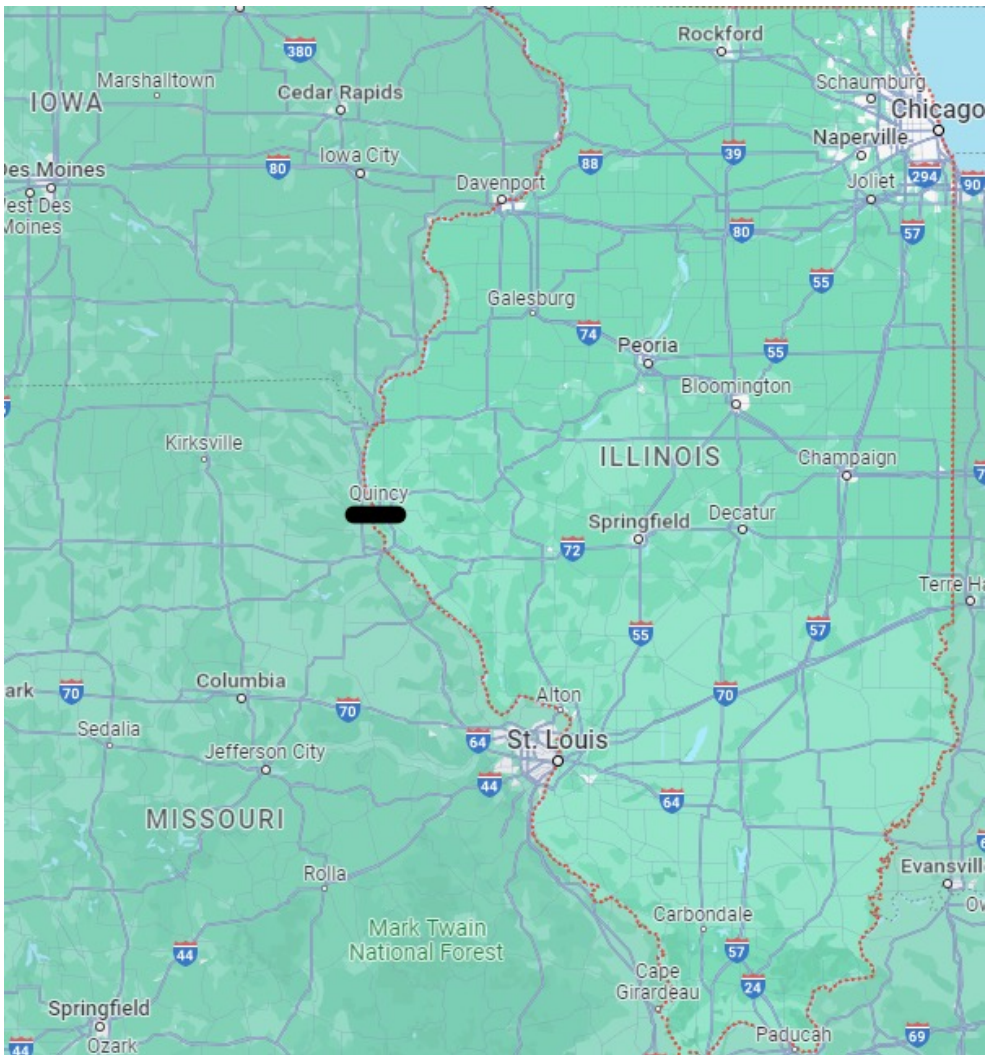 Rockford
380
Marshalltown
Schaumburg
IOWA
Cedar Rapids
Chicago
Naperville
Iowa City
88
39
80
Des Moines
294
90
Davenport
Joliet
West Des
Moines
80
57
55
Galesburg
74
Peoria
55
Bloomington
Kirksville
ILLINOIS
Champaign
Quincy
Springfield
Decatur
72
Terre Ha
55
57
Columbia
ark
70
70
70
Alton
Sedalia
64
St. Louis
Jefferson City
44
64
MISSOURI
Evansville
Rolla
Carbondale
Mark Twain
National Forest
57
44
Cape
Girardeau
24
Springfield
Paducah
69
Ozark
44